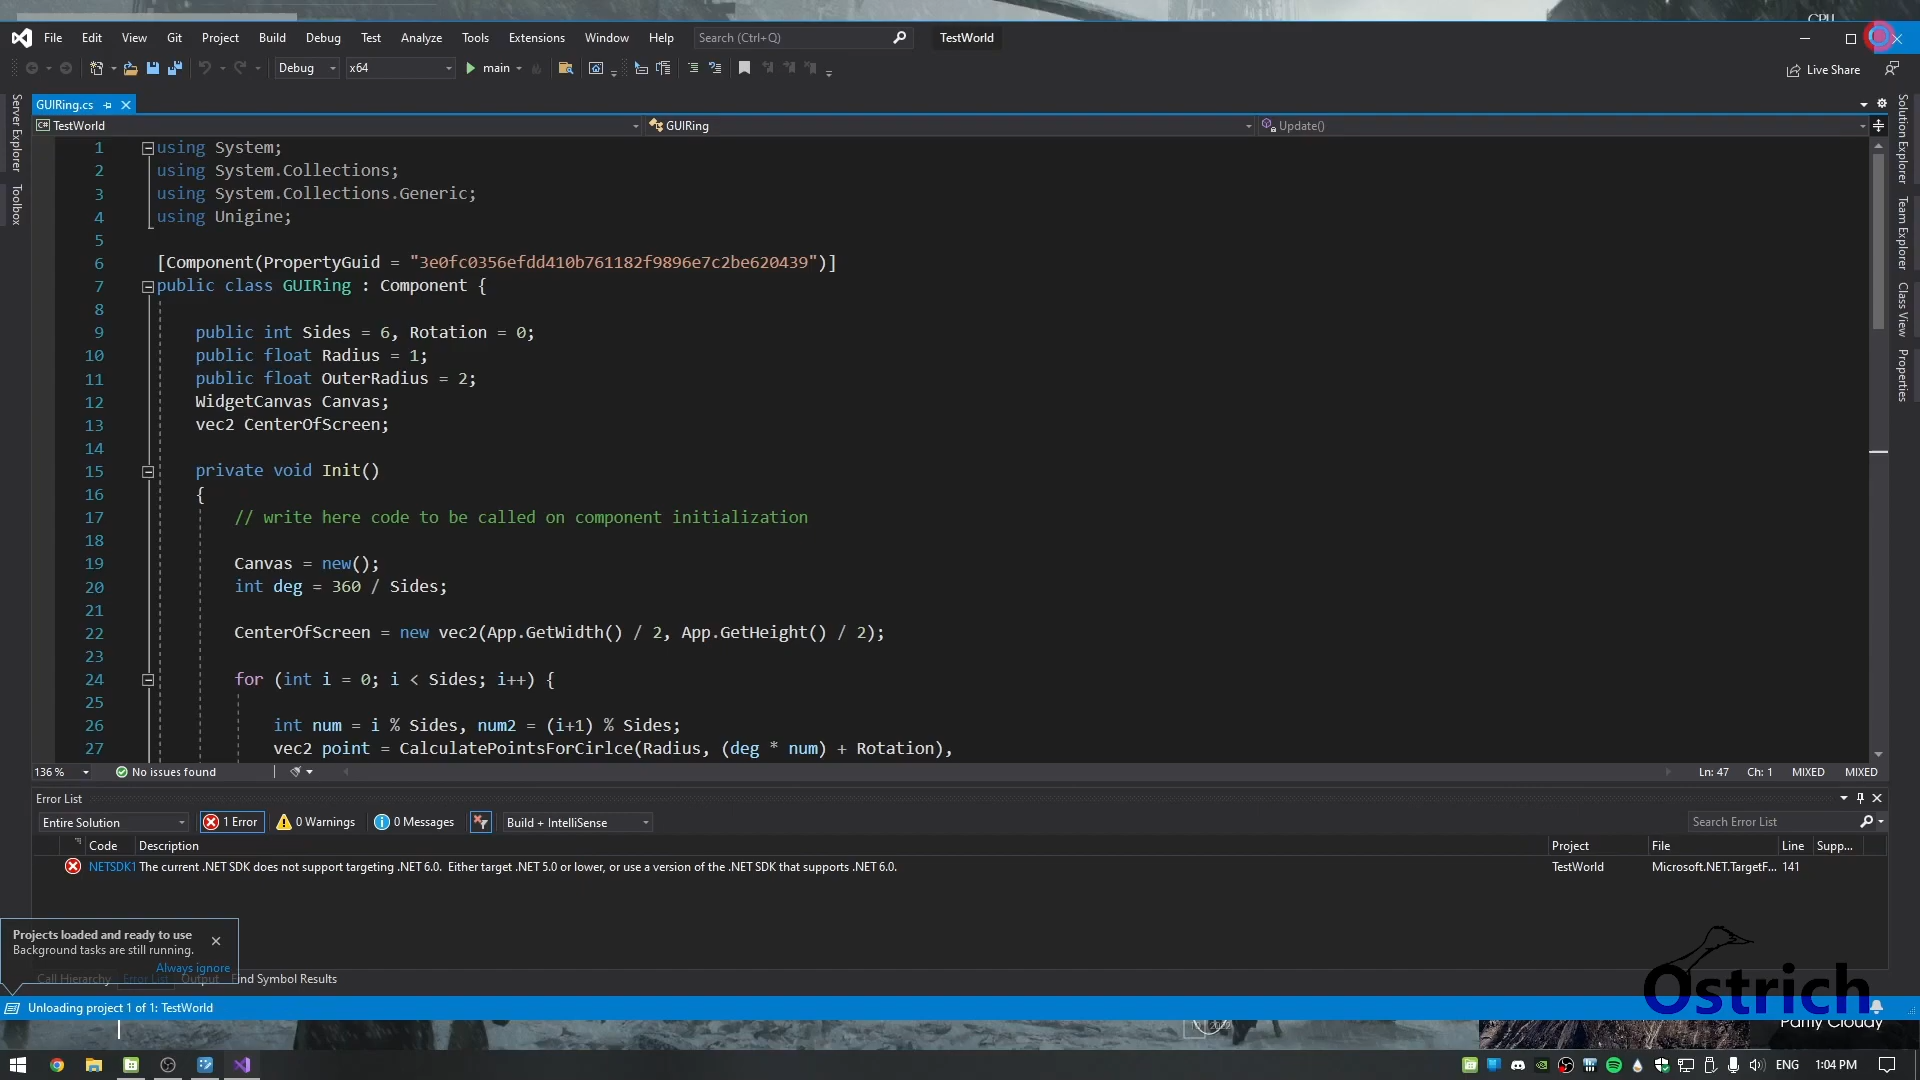 CPU
File Edit View Git Project Build Debug Test Analyze Tools Extensions Window Help Search (Ctrl+Q) TestWorld
Debug x64 main Live Share
GUIRing.cs
TestWorld GUIRing Update()
Server Explorer
Toolbox
Solution Explorer
Team Explorer
Class View
Properties
1 using System;
2 using System.Collections;
3 using System.Collections.Generic;
4 using Unigine;
5
6 [Component(PropertyGuid = "3e0fc0356efdd410b761182f9896e7c2be620439")]
7 public class GUIRing : Component {
8
9 public int Sides = 6, Rotation = 0;
10 public float Radius = 1;
11 public float OuterRadius = 2;
12 WidgetCanvas Canvas;
13 vec2 CenterOfScreen;
14
15 private void Init()
16 {
17 // write here code to be called on component initialization
18
19 Canvas = new();
20 int deg = 360 / Sides;
21
22 CenterOfScreen = new vec2(App.GetWidth() / 2, App.GetHeight() / 2);
23
24 for (int i = 0; i < Sides; i++) {
25
26 int num = i % Sides, num2 = (i+1) % Sides;
27 vec2 point = CalculatePointsForCirlce(Radius, (deg * num) + Rotation),
136 % No issues found Ln: 47 Ch: 1 MIXED MIXED
Error List
Entire Solution 1 Error 0 Warnings 0 Messages Build + IntelliSense Search Error List
Code Description Project File Line Supp...
NETSDK1 The current .NET SDK does not support targeting .NET 6.0. Either target .NET 5.0 or lower, or use a version of the .NET SDK that supports .NET 6.0. TestWorld Microsoft.NET.TargetF... 141
Projects loaded and ready to use
Background tasks are still running.
Always ignore
Call Hierarchy Error List Output Find Symbol Results
Ostrich
Unloading project 1 of 1: TestWorld
Partly Cloudy
ENG 1:04 PM